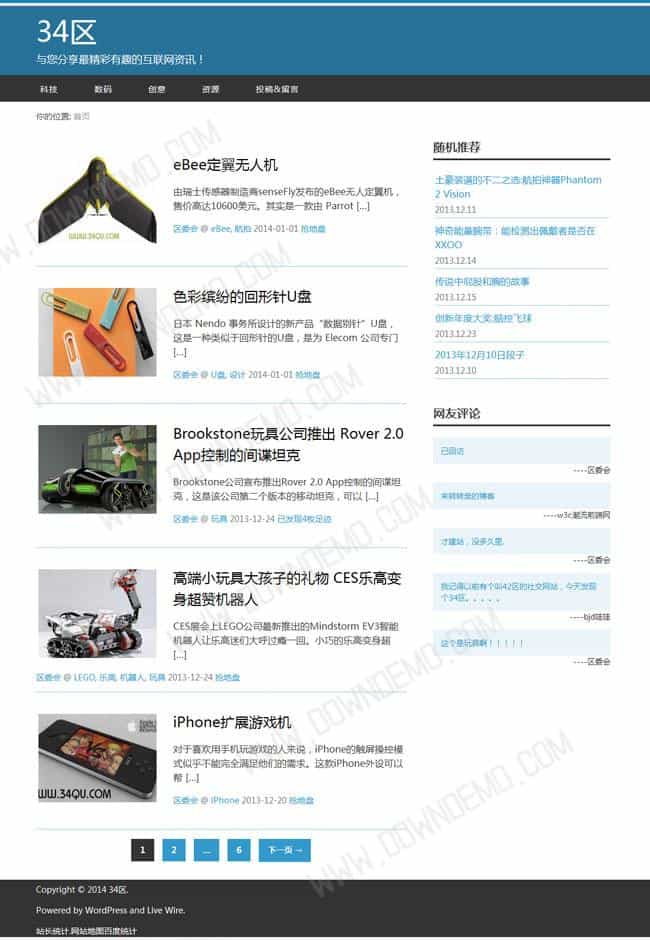 34区
与您分享最精彩有趣的互联网资讯！
科技 数码 创意 资源 投稿&留言
你的位置: 首页
eBee定翼无人机
由瑞士传感器制造商senseFly发布的eBee无人定翼机，
售价高达10600美元。其实是一款由 Parrot [...]
区委会 @ eBee, 航拍 2014-01-01 抢地盘
WWW.34QU.COM
色彩缤纷的回形针U盘
日本 Nendo 事务所设计的新产品“数据别针”U盘，
这是一种类似于回形针的U盘，是为 Elecom 公司专门
[...]
区委会 @ U盘, 设计 2014-01-01 抢地盘
Brookstone玩具公司推出 Rover 2.0
App控制的间谍坦克
Brookstone公司宣布推出Rover 2.0 App控制的间谍坦
克，这是该公司第二个版本的移动坦克，可以 [...]
区委会 @ 玩具 2013-12-24 已发现4枚足迹
高端小玩具大孩子的礼物 CES乐高变
身超赞机器人
CES展会上LEGO公司最新推出的Mindstorm EV3智能
机器人让乐高迷们大呼过瘾一回。小巧的乐高变身超
[...]
区委会 @ LEGO, 乐高, 机器人, 玩具 2013-12-24 抢地盘
iPhone扩展游戏机
对于喜欢用手机玩游戏的人来说，iPhone的触屏操控模
式似乎不能完全满足他们的需求。这款iPhone外设可以
帮 [...]
区委会 @ iPhone 2013-12-20 抢地盘
WW.34QU.COM
1 2 ... 6 下一页 →
随机推荐
土豪装逼的不二之选:航拍神器Phantom
2 Vision
2013.12.11
神奇能量腕带：能检测出佩戴者是否在
XXOO
2013.12.14
传说中屁股和胸的故事
2013.12.15
创新年度大奖:航控飞球
2013.12.23
2013年12月10日段子
2013.12.10
网友评论
已回访
----区委会
来转转您的博客
----w3c潮流前端网
才建站，没多久里.
----区委会
我记得以前有个叫42区的社交网站，今天发现
个34区。。。。。
----bjd哇哇
这个是玩具啊！！！！！
----区委会
Copyright © 2014 34区.
Powered by WordPress and Live Wire.
站长统计.网站地图百度统计
WWW.DOWNDEMO.COM
WWW.DOWNDEMO.COM
WWW.DOWNDEMO.COM
WWW.DOWNDEMO.COM
WWW.DOWNDEMO.COM
WWW.DOWNDEMO.COM